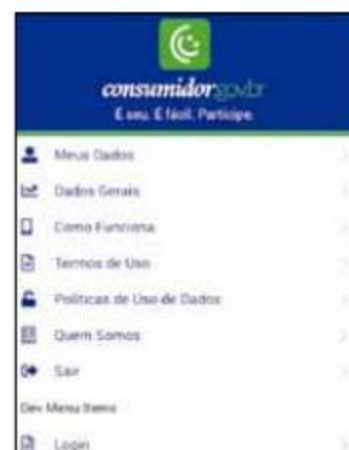 consumidor.gov.br
É seu. É fácil. Participe.
Meus Dados
Dados Gerais
Como Funciona
Termos de Uso
Políticas de Uso de Dados
Quem Somos
Sair
Dev Menu Items
Login